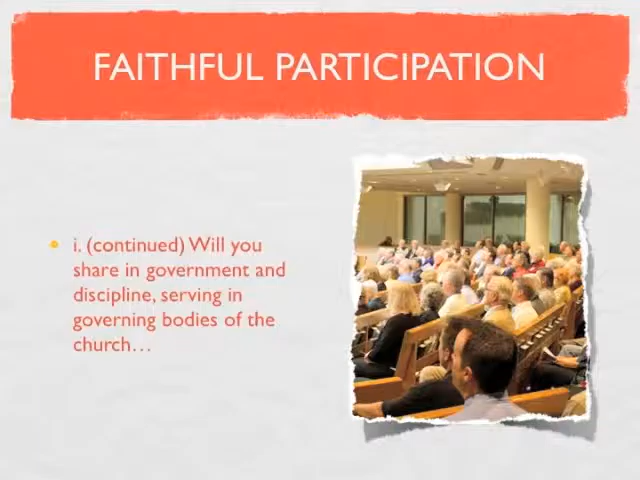 FAITHFUL PARTICIPATION
i. (continued) Will you
share in government and
discipline, serving in
governing bodies of the
church…